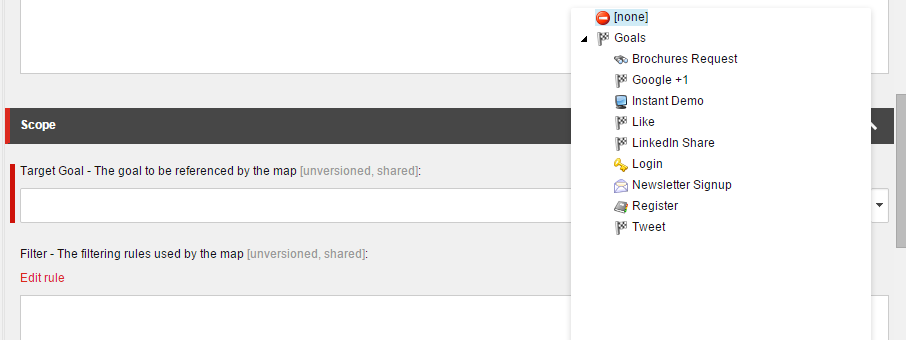 Scope
Target Goal - The goal to be referenced by the map [unversioned, shared]:
Filter - The filtering rules used by the map [unversioned, shared]:
Edit rule
[none]
Goals
Brochures Request
Google +1
Instant Demo
Like
LinkedIn Share
Login
Newsletter Signup
Register
Tweet